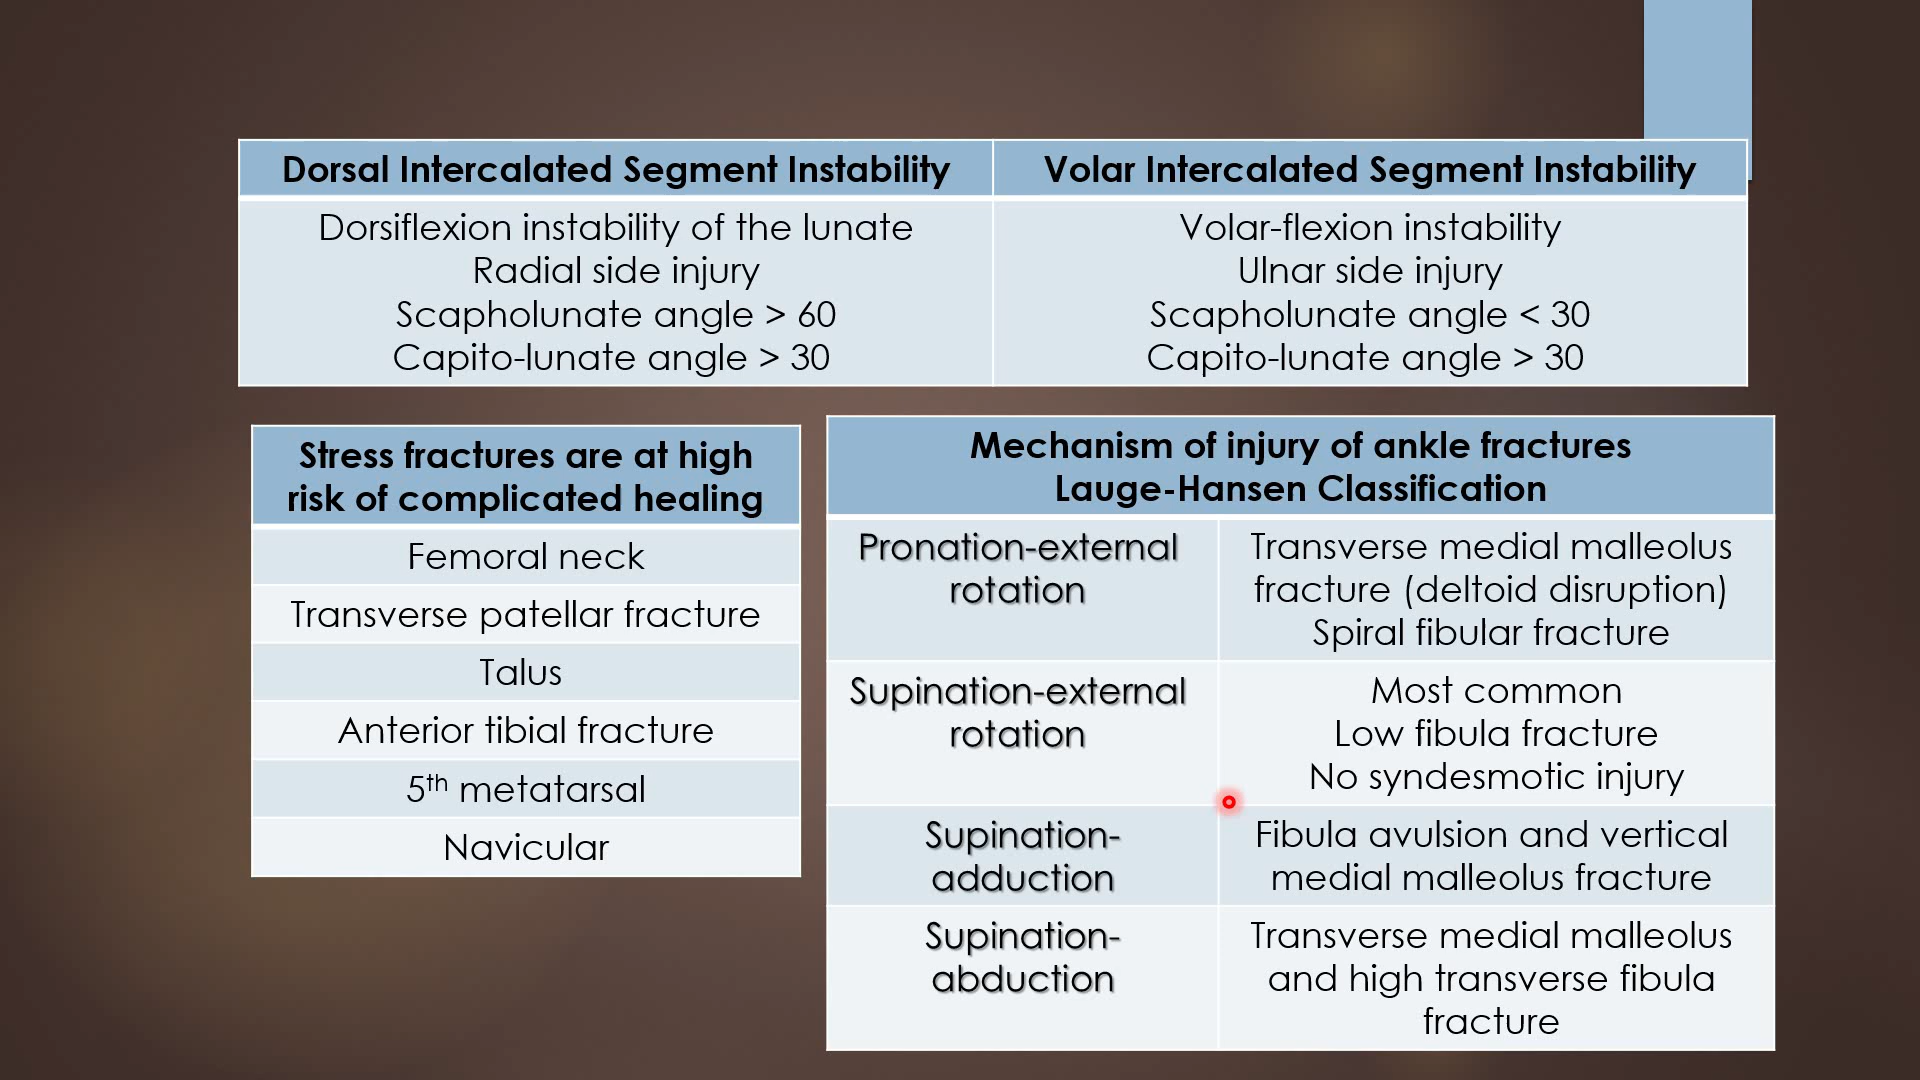 Dorsal Intercalated Segment Instability
Volar Intercalated Segment Instability
Dorsiflexion instability of the lunate
Radial side injury
Scapholunate angle > 60
Capito-lunate angle > 30
Volar-flexion instability
Ulnar side injury
Scapholunate angle < 30
Capito-lunate angle > 30
Stress fractures are at high
risk of complicated healing
Femoral neck
Transverse patellar fracture
Talus
Anterior tibial fracture
5th metatarsal
Navicular
Mechanism of injury of ankle fractures
Lauge-Hansen Classification
Pronation-external
rotation
Transverse medial malleolus
fracture (deltoid disruption)
Spiral fibular fracture
Supination-external
rotation
Most common
Low fibula fracture
No syndesmotic injury
Supination-
adduction
Fibula avulsion and vertical
medial malleolus fracture
Supination-
abduction
Transverse medial malleolus
and high transverse fibula
fracture